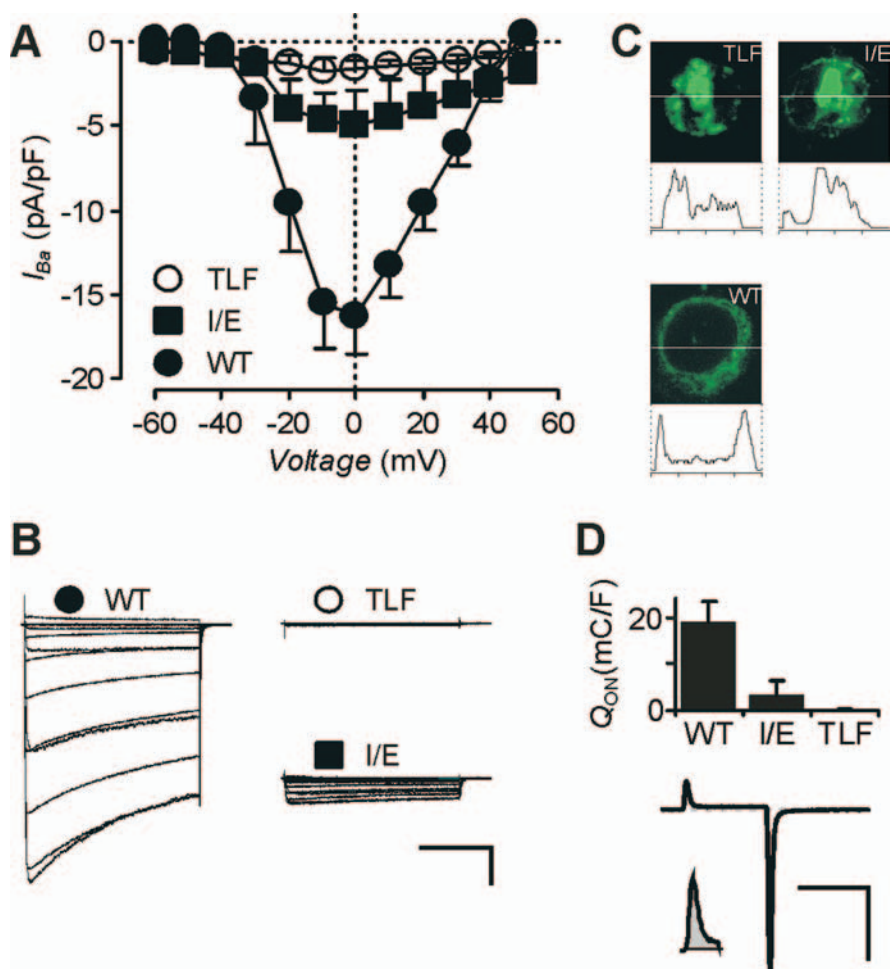 A
0
-5
-10
-15
-20
I_Ba (pA/pF)
TLF
I/E
WT
-60 -40 -20 0 20 40 60
Voltage (mV)
C
TLF
I/E
WT
B
WT
TLF
I/E
D
20
0
Q_ON (mC/F)
WT I/E TLF